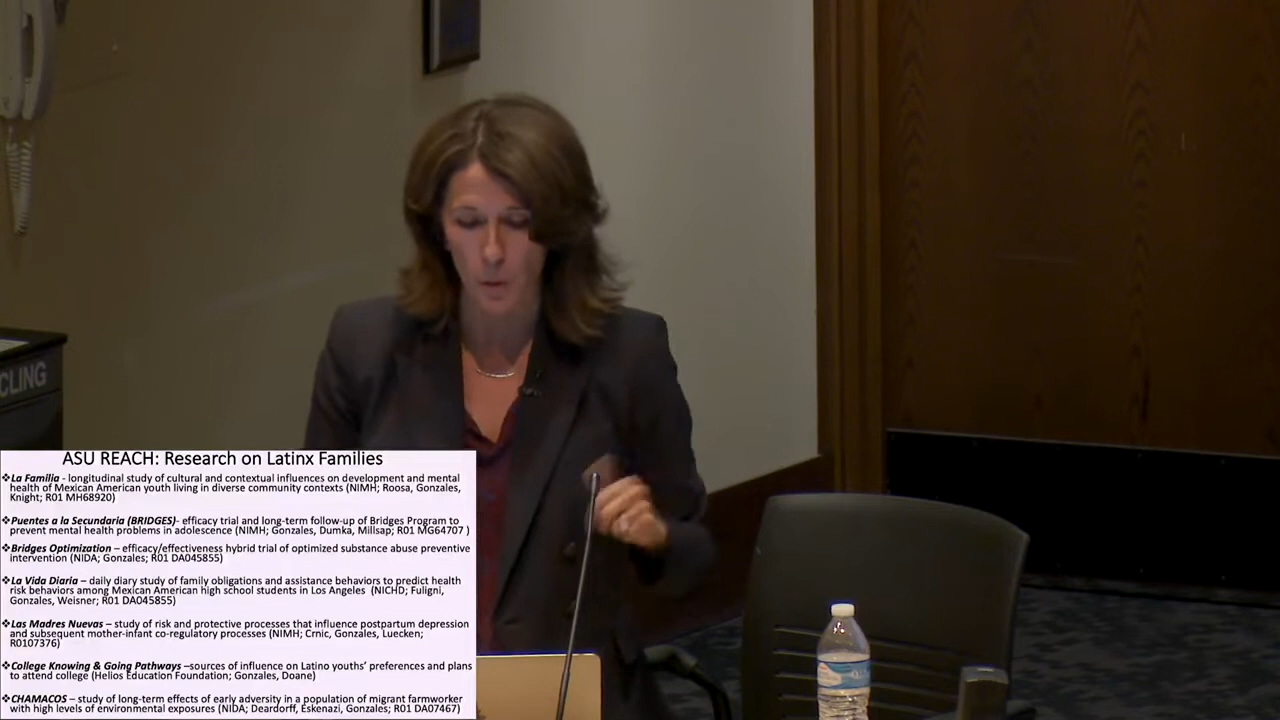 CLING
ASU REACH: Research on Latinx Families
❖La Familia - longitudinal study of cultural and contextual influences on development and mental
health of Mexican American youth living in diverse community contexts (NIMH; Roosa, Gonzales,
Knight; R01 MH68920)
❖Puentes a la Secundaria (BRIDGES)- efficacy trial and long-term follow-up of Bridges Program to
prevent mental health problems in adolescence (NIMH; Gonzales, Dumka, Millsap; R01 MG64707 )
❖Bridges Optimization – efficacy/effectiveness hybrid trial of optimized substance abuse preventive
intervention (NIDA; Gonzales; R01 DA045855)
❖La Vida Diaria – daily diary study of family obligations and assistance behaviors to predict health
risk behaviors among Mexican American high school students in Los Angeles (NICHD; Fuligni,
Gonzales, Weisner; R01 DA045855)
❖Las Madres Nuevas – study of risk and protective processes that influence postpartum depression
and subsequent mother-infant co-regulatory processes (NIMH; Crnic, Gonzales, Luecken;
R0107376)
❖College Knowing & Going Pathways –sources of influence on Latino youths’ preferences and plans
to attend college (Helios Education Foundation; Gonzales, Doane)
❖CHAMACOS – study of long-term effects of early adversity in a population of migrant farmworker
with high levels of environmental exposures (NIDA; Deardorff, Eskenazi, Gonzales; R01 DA07467)